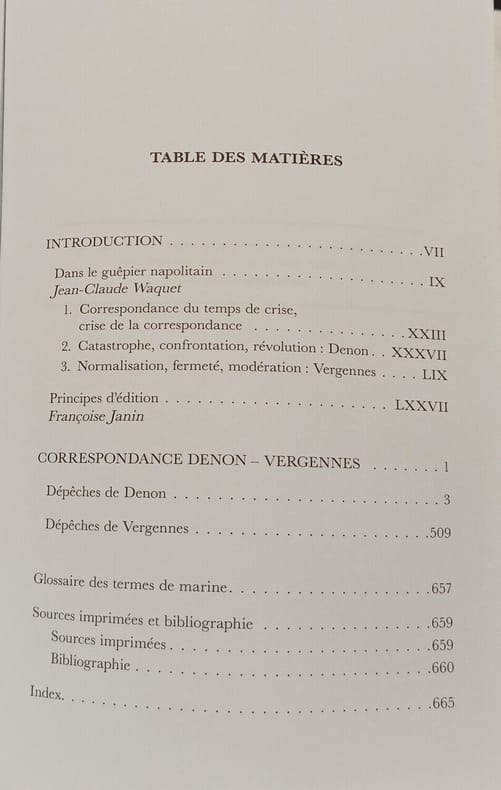 TABLE DES MATIÈRES
INTRODUCTION . . . . . . . . . . . . . . . . . . . . . . . . .VII
Dans le guêpier napolitain . . . . . . . . . . . . . . . . . . . . IX
Jean-Claude Waquet
1. Correspondance du temps de crise,
crise de la correspondance . . . . . . . . . . . . . . .XXIII
2. Catastrophe, confrontation, révolution : Denon . . XXXVII
3. Normalisation, fermeté, modération : Vergennes . . . . LIX
Principes d'édition . . . . . . . . . . . . . . . . . . . . . LXXVII
Françoise Janin
CORRESPONDANCE DENON – VERGENNES . . . . . . . 1
Dépêches de Denon . . . . . . . . . . . . . . . . . . . . . . . . . 3
Dépêches de Vergennes . . . . . . . . . . . . . . . . . . . . . .509
Glossaire des termes de marine. . . . . . . . . . . . . . . . . . .657
Sources imprimées et bibliographie . . . . . . . . . . . . . . . .659
Sources imprimées. . . . . . . . . . . . . . . . . . . . . . . .659
Bibliographie . . . . . . . . . . . . . . . . . . . . . . . . . . .660
Index. . . . . . . . . . . . . . . . . . . . . . . . . . . . . . . . .665